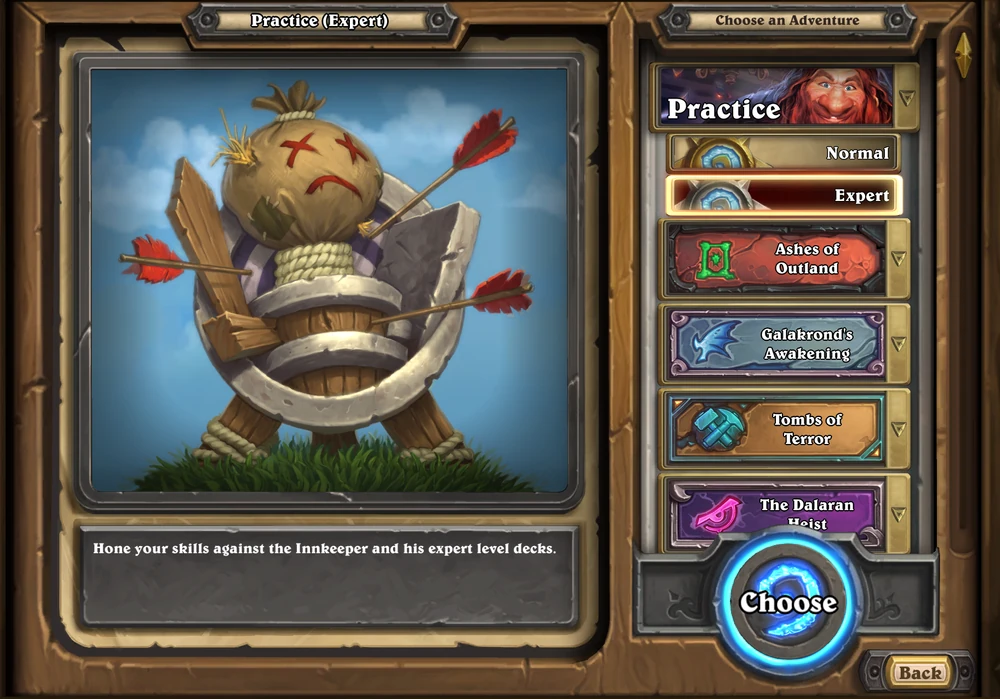 Practice (Expert)
Choose an Adventure
Practice
Normal
Expert
Ashes of
Outland
Galakrond's
Awakening
Tombs of
Terror
The Dalaran
Heist
Hone your skills against the Innkeeper and his expert level decks.
Choose
Back